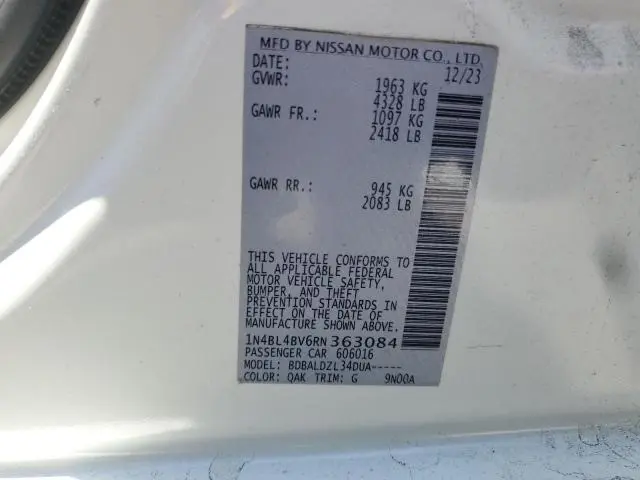 MFD BY NISSAN MOTOR CO., LTD.
DATE: 12/23
GVWR: 1963 KG
4328 LB
GAWR FR.: 1097 KG
2418 LB
GAWR RR.: 945 KG
2083 LB
THIS VEHICLE CONFORMS TO
ALL APPLICABLE FEDERAL
MOTOR VEHICLE SAFETY,
BUMPER, AND THEFT
PREVENTION STANDARDS IN
EFFECT ON THE DATE OF
MANUFACTURE SHOWN ABOVE.
1N4BL4BV6RN363084
PASSENGER CAR 606016
MODEL: BDBALDZL34DUA-----
COLOR: QAK TRIM: G 9N00A